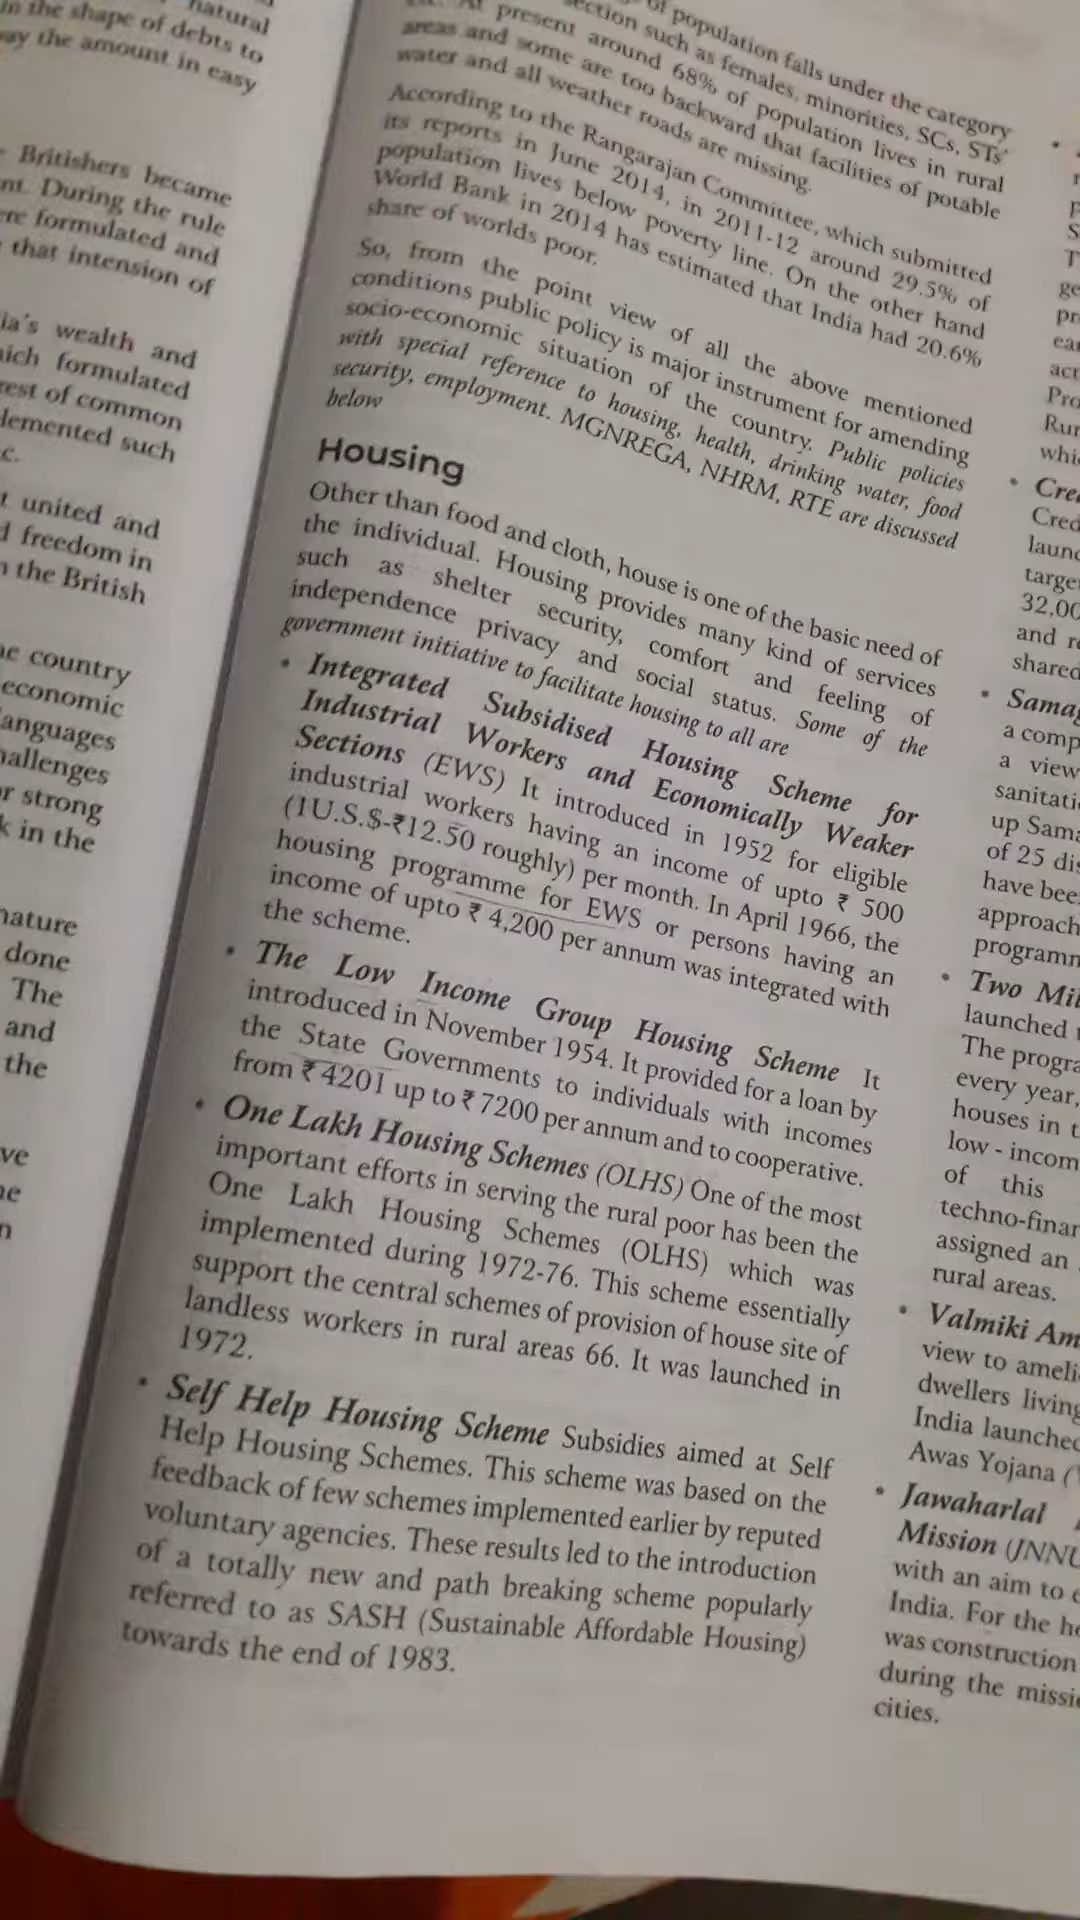 natural
in the shape of debts to
pay the amount in easy
Britishers became
nt. During the rule
ere formulated and
that intension of
ia's wealth and
ich formulated
rest of common
lemented such
c.
t united and
d freedom in
n the British
ne country
economic
languages
hallenges
or strong
k in the
nature
done
The
and
the
ve
ne
n
of population falls under the category
ection such as females, minorities, SCs, STs'
At present around 68% of population lives in rural
areas and some are too backward that facilities of potable
water and all weather roads are missing.
According to the Rangarajan Committee, which submitted
its reports in June 2014, in 2011-12 around 29.5% of
population lives below poverty line. On the other hand
World Bank in 2014 has estimated that India had 20.6%
share of worlds poor.
So, from the point view of all the above mentioned
conditions public policy is major instrument for amending
socio-economic situation of the country. Public policies
with special reference to housing, health, drinking water, food
security, employment. MGNREGA, NHRM, RTE are discussed
below
Housing
Other than food and cloth, house is one of the basic need of
the individual. Housing provides many kind of services
such as shelter security, comfort and feeling of
independence privacy and social status. Some of the
government initiative to facilitate housing to all are
• Integrated Subsidised Housing Scheme for
Industrial Workers and Economically Weaker
Sections (EWS) It introduced in 1952 for eligible
industrial workers having an income of upto ₹ 500
(1U.S.$-₹12.50 roughly) per month. In April 1966, the
housing programme for EWS or persons having an
income of upto ₹ 4,200 per annum was integrated with
the scheme.
• The Low Income Group Housing Scheme It
introduced in November 1954. It provided for a loan by
the State Governments to individuals with incomes
from ₹ 4201 up to ₹ 7200 per annum and to cooperative.
• One Lakh Housing Schemes (OLHS) One of the most
important efforts in serving the rural poor has been the
One Lakh Housing Schemes (OLHS) which was
implemented during 1972-76. This scheme essentially
support the central schemes of provision of house site of
landless workers in rural areas 66. It was launched in
1972.
• Self Help Housing Scheme Subsidies aimed at Self
Help Housing Schemes. This scheme was based on the
feedback of few schemes implemented earlier by reputed
voluntary agencies. These results led to the introduction
of a totally new and path breaking scheme popularly
referred to as SASH (Sustainable Affordable Housing)
towards the end of 1983.
S
T
ge
pr
ear
act
Pro
Rur
whi
• Cre
Cred
laun
targe
32,00
and r
shared
• Sama
a comp
a view
sanitati
up Sama
of 25 dis
have bee
approach
programm
• Two Mil
launched
The progra
every year,
houses in t
low - incom
of this
techno-finan
assigned an
rural areas.
• Valmiki Am
view to ameli
dwellers living
India launched
Awas Yojana (
• Jawaharlal
Mission (JNNU
with an aim to
India. For the ho
was construction
during the missi
cities.